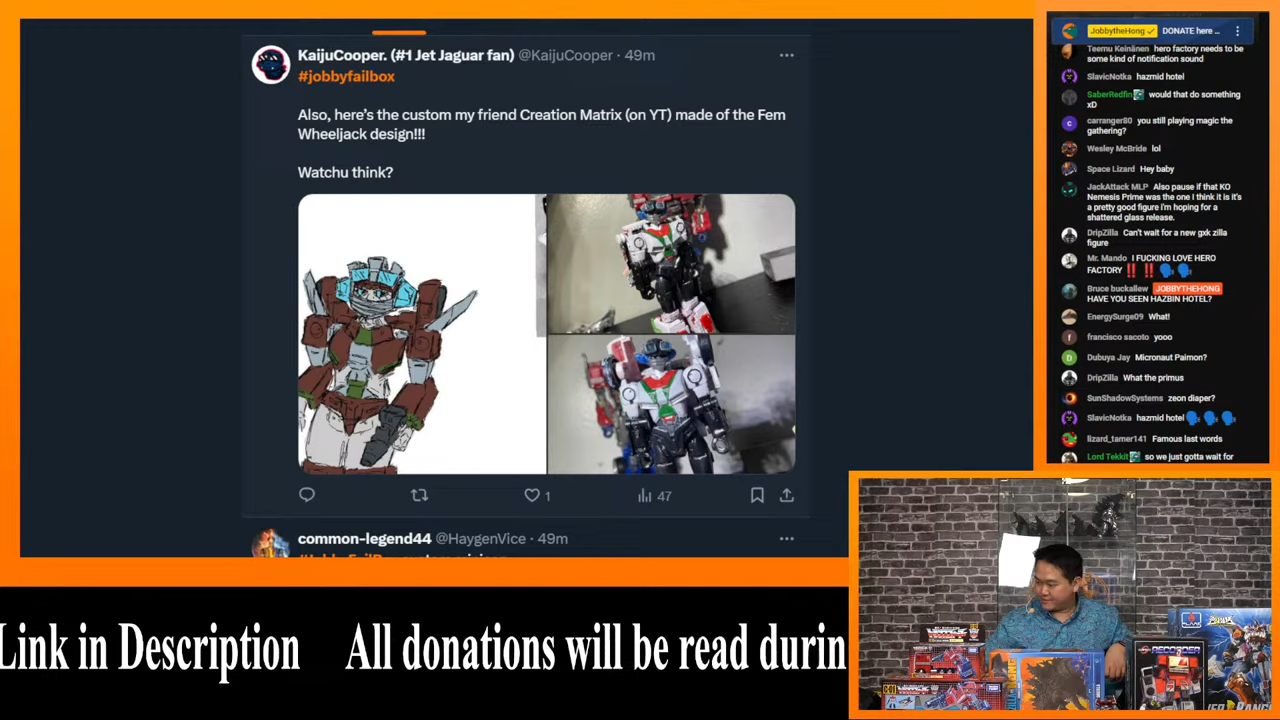 KaijuCooper. (#1 Jet Jaguar fan) @KaijuCooper · 49m
#jobbyfailbox
Also, here's the custom my friend Creation Matrix (on YT) made of the Fem
Wheeljack design!!!
Watchu think?
1
47
common-legend44 @HaygenVice · 49m
JobbytheHong DONATE here ...
Teemu Keinänen hero factory needs to be
some kind of notification sound
SlavicNotka hazmid hotel
SaberRedfin would that do something
xD
carranger80 you still playing magic the
gathering?
Wesley McBride lol
Space Lizard Hey baby
JackAttack MLP Also pause if that KO
Nemesis Prime was the one I think it is it's
a pretty good figure I'm hoping for a
shattered glass release.
DripZilla Can't wait for a new gxk zilla
figure
Mr. Mando I FUCKING LOVE HERO
FACTORY ‼️ ‼️ 🗣️ 🗣️
Bruce buckallew JOBBYTHEHONG
HAVE YOU SEEN HAZBIN HOTEL?
EnergySurge09 What!
francisco sacoto yooo
D Dubuya Jay Micronaut Paimon?
DripZilla What the primus
SunShadowSystems zeon diaper?
SlavicNotka hazmid hotel 🗣️ 🗣️ 🗣️
lizard_tamer141 Famous last words
Lord Tekkit so we just gotta wait for
RECORDER
Link in Description All donations will be read durin